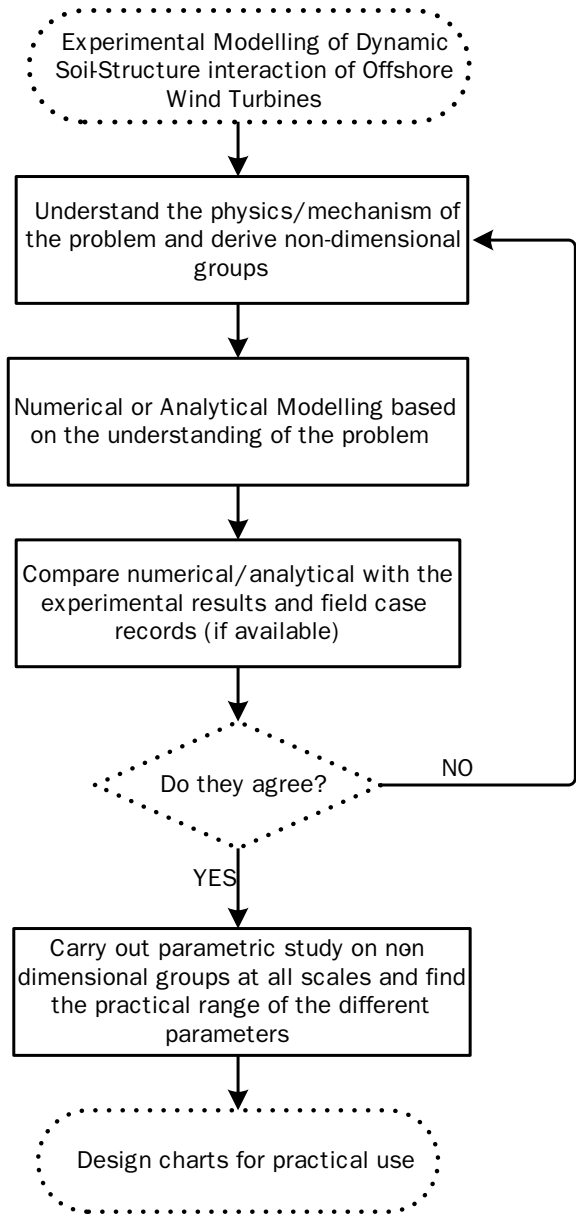 Experimental Modelling of Dynamic
Soil-Structure interaction of Offshore
Wind Turbines
Understand the physics/mechanism of
the problem and derive non-dimensional
groups
Numerical or Analytical Modelling based
on the understanding of the problem
Compare numerical/analytical with the
experimental results and field case
records (if available)
Do they agree?
NO
YES
Carry out parametric study on non
dimensional groups at all scales and find
the practical range of the different
parameters
Design charts for practical use